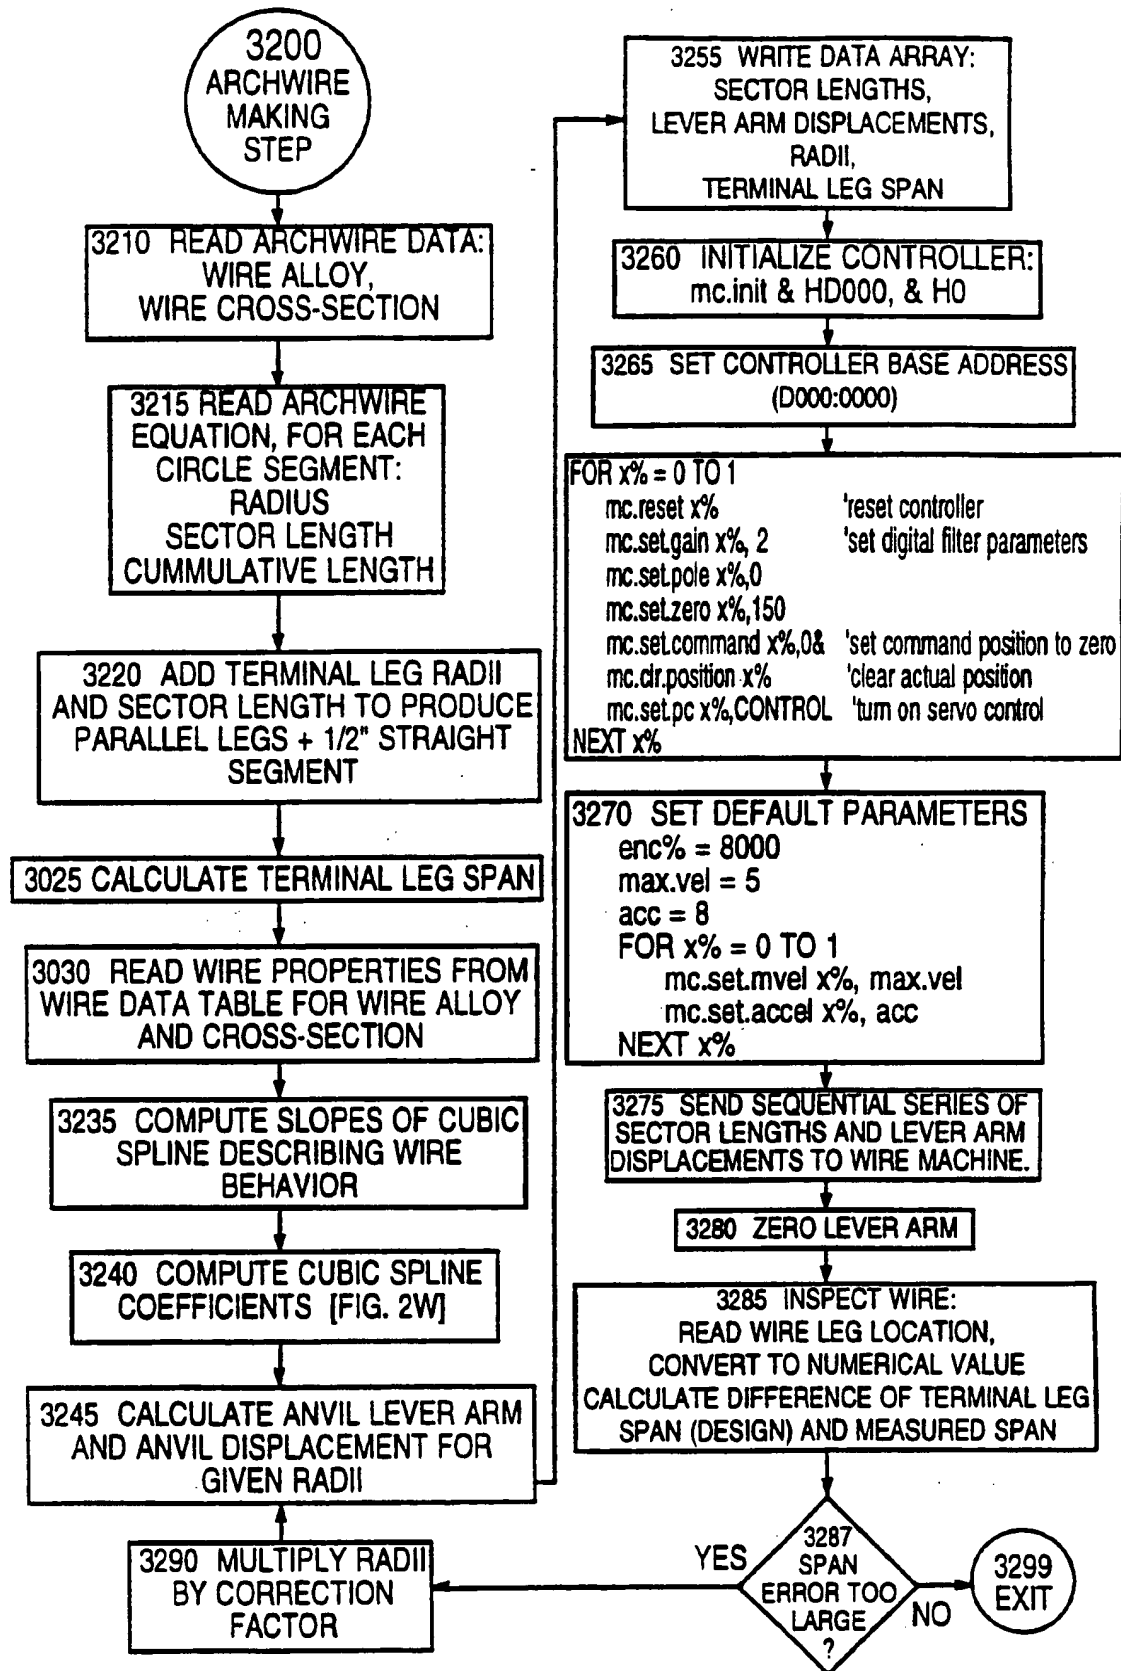 3200
ARCHWIRE
MAKING
STEP
3210 READ ARCHWIRE DATA:
WIRE ALLOY,
WIRE CROSS-SECTION
3215 READ ARCHWIRE
EQUATION, FOR EACH
CIRCLE SEGMENT:
RADIUS
SECTOR LENGTH
CUMMULATIVE LENGTH
3220 ADD TERMINAL LEG RADII
AND SECTOR LENGTH TO PRODUCE
PARALLEL LEGS + 1/2" STRAIGHT
SEGMENT
3025 CALCULATE TERMINAL LEG SPAN
3030 READ WIRE PROPERTIES FROM
WIRE DATA TABLE FOR WIRE ALLOY
AND CROSS-SECTION
3235 COMPUTE SLOPES OF CUBIC
SPLINE DESCRIBING WIRE
BEHAVIOR
3240 COMPUTE CUBIC SPLINE
COEFFICIENTS [FIG. 2W]
3245 CALCULATE ANVIL LEVER ARM
AND ANVIL DISPLACEMENT FOR
GIVEN RADII
3290 MULTIPLY RADII
BY CORRECTION
FACTOR
3255 WRITE DATA ARRAY:
SECTOR LENGTHS,
LEVER ARM DISPLACEMENTS,
RADII,
TERMINAL LEG SPAN
3260 INITIALIZE CONTROLLER:
mc.init & HD000, & H0
3265 SET CONTROLLER BASE ADDRESS
(D000:0000)
FOR x% = 0 TO 1
mc.reset x% 'reset controller
mc.set.gain x%, 2 'set digital filter parameters
mc.set.pole x%,0
mc.set.zero x%,150
mc.set.command x%,0& 'set command position to zero
mc.clr.position x% 'clear actual position
mc.set.pc x%,CONTROL 'turn on servo control
NEXT x%
3270 SET DEFAULT PARAMETERS
enc% = 8000
max.vel = 5
acc = 8
FOR x% = 0 TO 1
mc.set.mvel x%, max.vel
mc.set.accel x%, acc
NEXT x%
3275 SEND SEQUENTIAL SERIES OF
SECTOR LENGTHS AND LEVER ARM
DISPLACEMENTS TO WIRE MACHINE.
3280 ZERO LEVER ARM
3285 INSPECT WIRE:
READ WIRE LEG LOCATION,
CONVERT TO NUMERICAL VALUE
CALCULATE DIFFERENCE OF TERMINAL LEG
SPAN (DESIGN) AND MEASURED SPAN
3287
SPAN
ERROR TOO
LARGE
?
YES
NO
3299
EXIT